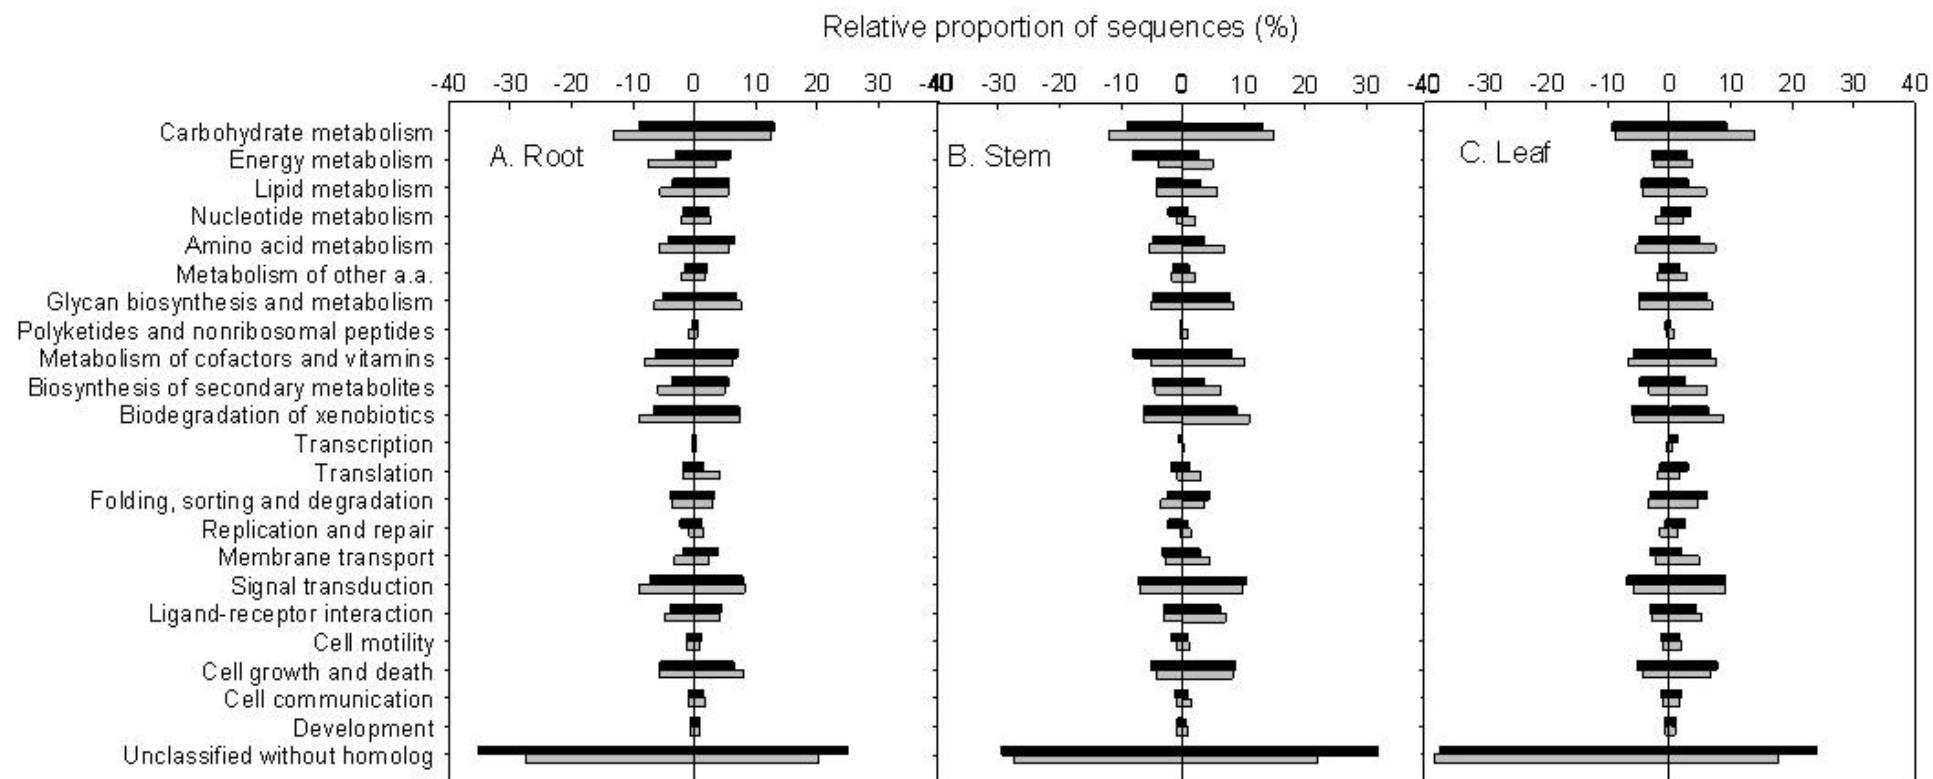 Relative proportion of sequences (%)
-40 -30 -20 -10 0 10 20 30 40
-40 -30 -20 -10 0 10 20 30 40
-40 -30 -20 -10 0 10 20 30 40
A. Root
B. Stem
C. Leaf
Carbohydrate metabolism
Energy metabolism
Lipid metabolism
Nucleotide metabolism
Amino acid metabolism
Metabolism of other a.a.
Glycan biosynthesis and metabolism
Polyketides and nonribosomal peptides
Metabolism of cofactors and vitamins
Biosynthesis of secondary metabolites
Biodegradation of xenobiotics
Transcription
Translation
Folding, sorting and degradation
Replication and repair
Membrane transport
Signal transduction
Ligand-receptor interaction
Cell motility
Cell growth and death
Cell communication
Development
Unclassified without homolog